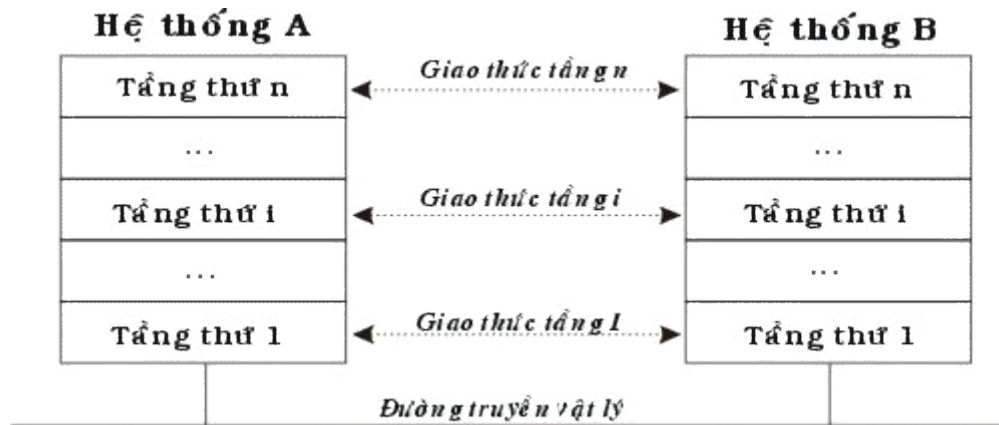 Hệ thống A
Hệ thống B
Tầng thứ n
Giao thức tầng n
Tầng thứ n
...
...
Tầng thứ i
Giao thức tầng i
Tầng thứ i
...
...
Tầng thứ 1
Giao thức tầng 1
Tầng thứ 1
Đường truyền vật lý